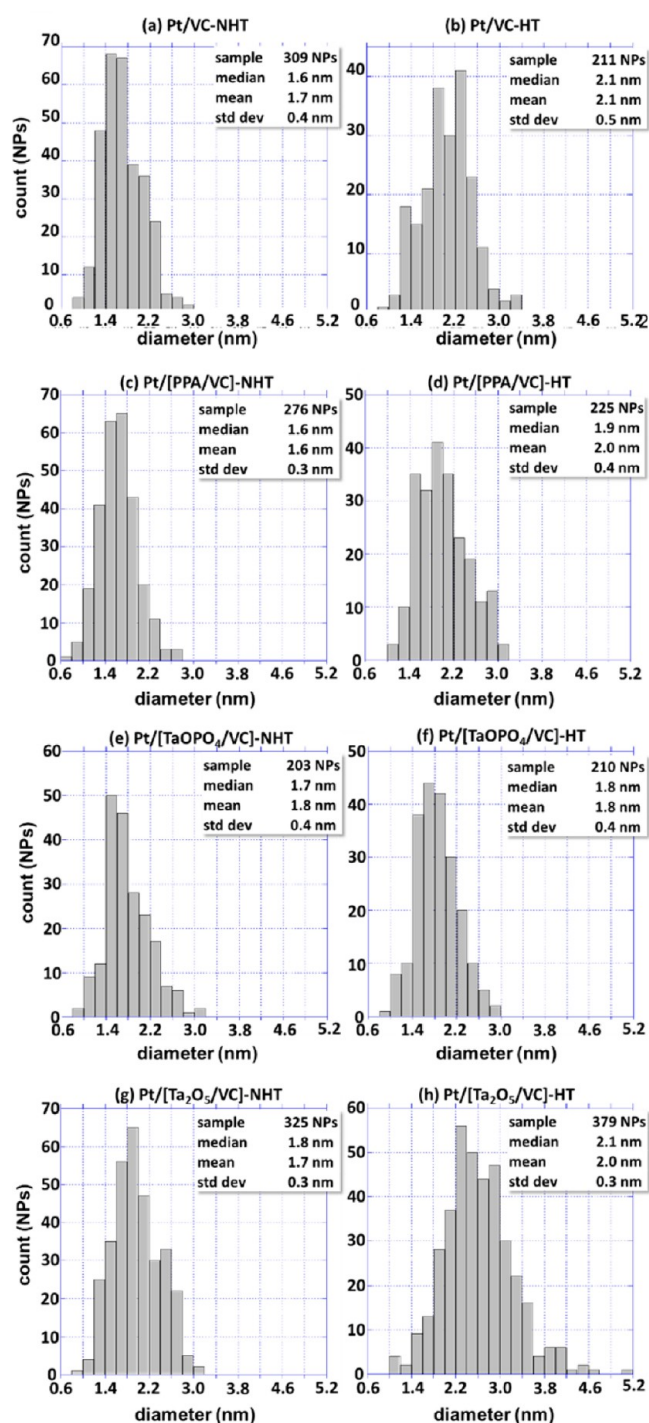 (a) Pt/VC-NHT
70
60
50
40
30
20
10
0
count (NPs)
sample 309 NPs
median 1.6 nm
mean 1.7 nm
std dev 0.4 nm
0.6 1.4 2.2 3.0 3.8 4.6 5.2
diameter (nm)
(b) Pt/VC-HT
40
30
20
10
0
sample 211 NPs
median 2.1 nm
mean 2.1 nm
std dev 0.5 nm
0.6 1.4 2.2 3.0 3.8 4.6 5.2
diameter (nm)
(c) Pt/[PPA/VC]-NHT
70
60
50
40
30
20
10
0
count (NPs)
sample 276 NPs
median 1.6 nm
mean 1.6 nm
std dev 0.3 nm
0.6 1.4 2.2 3.0 3.8 4.6 5.2
diameter (nm)
(d) Pt/[PPA/VC]-HT
50
40
30
20
10
0
sample 225 NPs
median 1.9 nm
mean 2.0 nm
std dev 0.4 nm
0.6 1.4 2.2 3.0 3.8 4.6 5.2
diameter (nm)
(e) Pt/[TaOPO₄/VC]-NHT
60
50
40
30
20
10
0
count (NPs)
sample 203 NPs
median 1.7 nm
mean 1.8 nm
std dev 0.4 nm
0.6 1.4 2.2 3.0 3.8 4.6 5.2
diameter (nm)
(f) Pt/[TaOPO₄/VC]-HT
50
40
30
20
10
0
sample 210 NPs
median 1.8 nm
mean 1.8 nm
std dev 0.4 nm
0.6 1.4 2.2 3.0 3.8 4.6 5.2
diameter (nm)
(g) Pt/[Ta₂O₅/VC]-NHT
70
60
50
40
30
20
10
0
count (NPs)
sample 325 NPs
median 1.8 nm
mean 1.7 nm
std dev 0.3 nm
0.6 1.4 2.2 3.0 3.8 4.6 5.2
diameter (nm)
(h) Pt/[Ta₂O₅/VC]-HT
60
50
40
30
20
10
0
sample 379 NPs
median 2.1 nm
mean 2.0 nm
std dev 0.3 nm
0.6 1.4 2.2 3.0 3.8 4.6 5.2
diameter (nm)